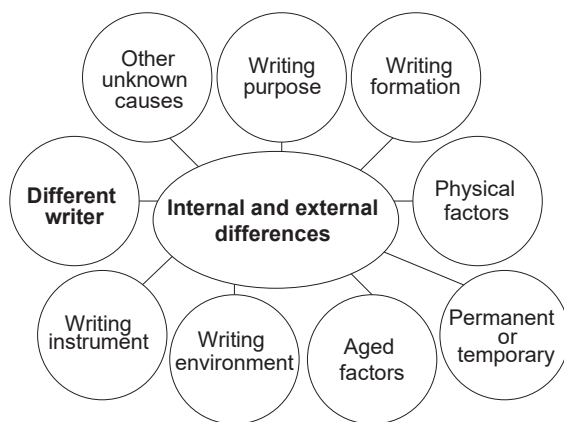 Other
unknown
causes
Writing
purpose
Writing
formation
Different
writer
Internal and external
differences
Physical
factors
Writing
instrument
Writing
environment
Aged
factors
Permanent
or
temporary